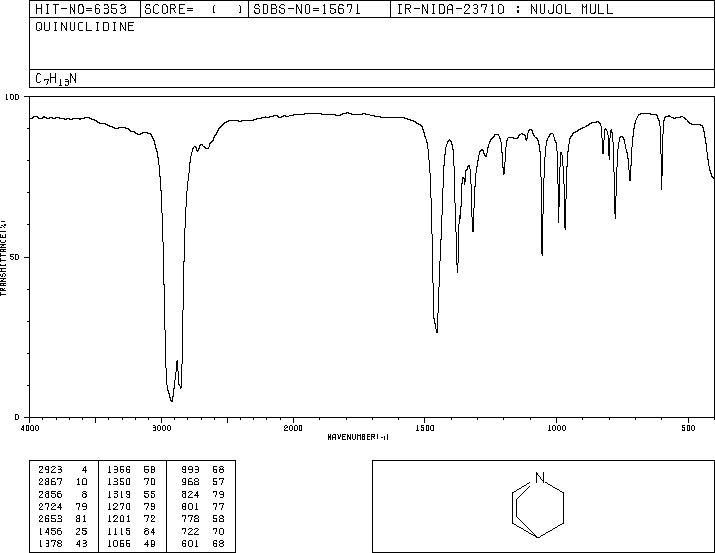 HIT-NO=6353 SCORE= ( ) SDBS-NO=15671 IR-NIDA-23710 : NUJOL MULL
QUINUCLIDINE
C7H13N
100
50
0
TRANSMITTANCE(%)
4000 3000 2000 1500 1000 500
WAVENUMBER(-1)
2923 4 1366 58 993 68
2867 10 1350 70 968 57
2856 8 1319 55 824 79
2724 79 1270 79 801 77
2653 81 1201 72 778 58
1456 25 1115 84 722 70
1378 43 1056 49 601 68
N